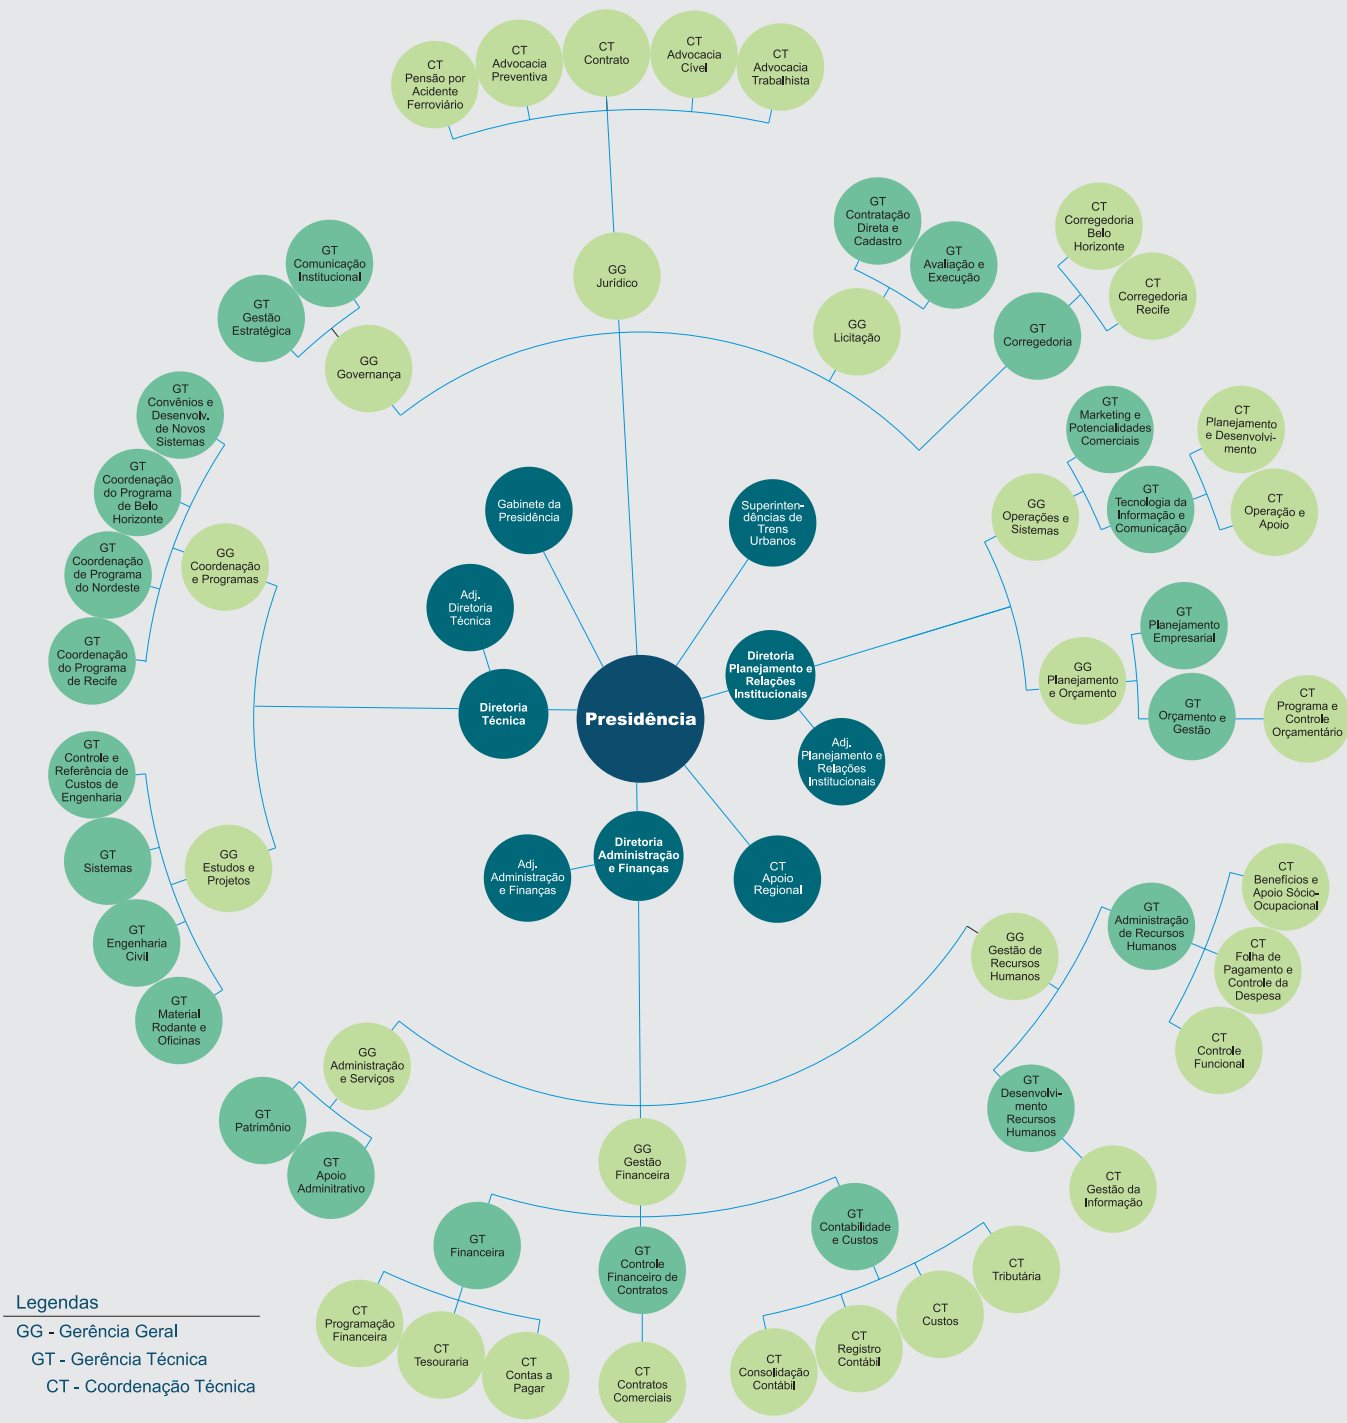 CT
Pensão por
Acidente
Ferroviário
CT
Advocacia
Preventiva
CT
Contrato
CT
Advocacia
Cível
CT
Advocacia
Trabalhista
GG
Jurídico
GT
Comunicação
Institucional
GT
Gestão
Estratégica
GG
Governança
GT
Contratação
Direta e
Cadastro
GT
Avaliação e
Execução
GG
Licitação
GT
Corregedoria
CT
Corregedoria
Belo
Horizonte
CT
Corregedoria
Recife
GT
Convênios e
Desenvolv.
de Novos
Sistemas
GT
Coordenação
do Programa
de Belo
Horizonte
GT
Coordenação
de Programa
do Nordeste
GT
Coordenação
do Programa
de Recife
GG
Coordenação
e Programas
Gabinete da
Presidência
Adj.
Diretoria
Técnica
Diretoria
Técnica
Presidência
Superinten-
dências de
Trens
Urbanos
Diretoria
Planejamento e
Relações
Institucionais
Adj.
Planejamento e
Relações
Institucionais
GG
Operações e
Sistemas
GT
Marketing e
Potencialidades
Comerciais
GT
Tecnologia da
Informação e
Comunicação
CT
Planejamento
e Desenvolvi-
mento
CT
Operação e
Apoio
GG
Planejamento
e Orçamento
GT
Planejamento
Empresarial
GT
Orçamento e
Gestão
CT
Programa e
Controle
Orçamentário
GT
Controle e
Referência de
Custos de
Engenharia
GT
Sistemas
GT
Engenharia
Civil
GT
Material
Rodante e
Oficinas
GG
Estudos e
Projetos
Diretoria
Administração
e Finanças
Adj.
Administração
e Finanças
CT
Apoio
Regional
GG
Gestão de
Recursos
Humanos
GT
Administração
de Recursos
Humanos
CT
Benefícios e
Apoio Sócio-
Ocupacional
CT
Folha de
Pagamento e
Controle da
Despesa
CT
Controle
Funcional
GT
Desenvolvi-
mento
Recursos
Humanos
CT
Gestão da
Informação
GG
Administração
e Serviços
GT
Patrimônio
GT
Apoio
Adminitrativo
GG
Gestão
Financeira
GT
Financeira
GT
Controle
Financeiro de
Contratos
GT
Contabilidade
e Custos
CT
Programação
Financeira
CT
Tesouraria
CT
Contas a
Pagar
CT
Contratos
Comerciais
CT
Consolidação
Contábil
CT
Registro
Contábil
CT
Custos
CT
Tributária
Legendas
GG - Gerência Geral
GT - Gerência Técnica
CT - Coordenação Técnica